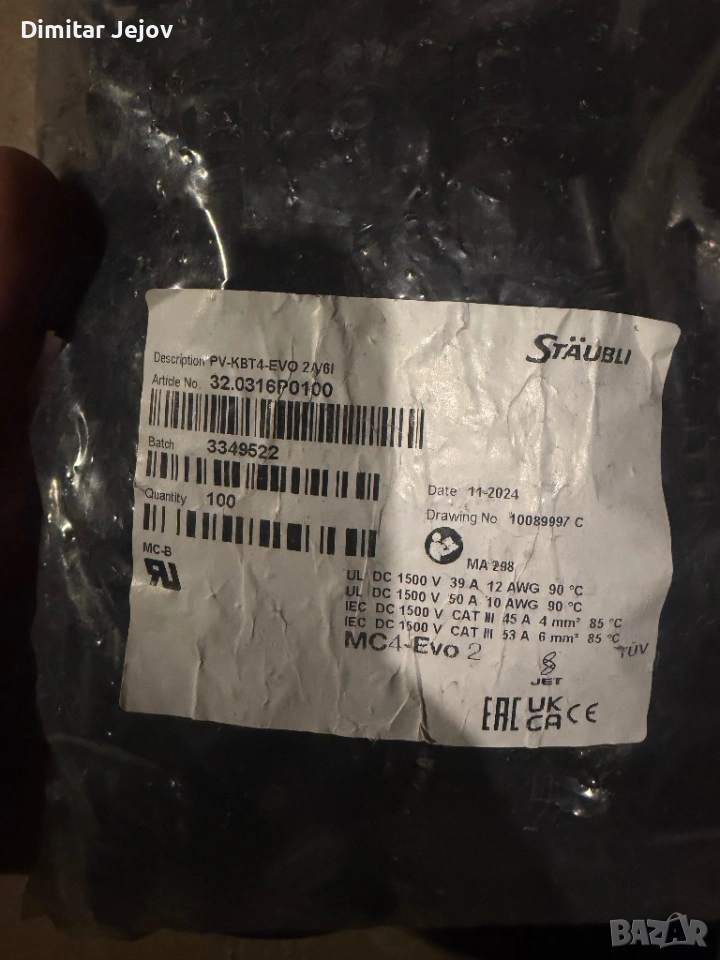 Dimitar Jejov
STÄUBLI
Description PV-KBT4-EVO 2/V6I
Article No. 32.0316P0100
Batch 3349522
Quantity 100
Date 11-2024
Drawing No 10089997 C
MA 298
MC-B
UL DC 1500 V 39 A 12 AWG 90 °C
UL DC 1500 V 50 A 10 AWG 90 °C
IEC DC 1500 V CAT III 45 A 4 mm² 85 °C
IEC DC 1500 V CAT III 53 A 6 mm² 85 °C
MC4-Evo 2
TÜV
JET
EAC UK CA CE
BAZAR